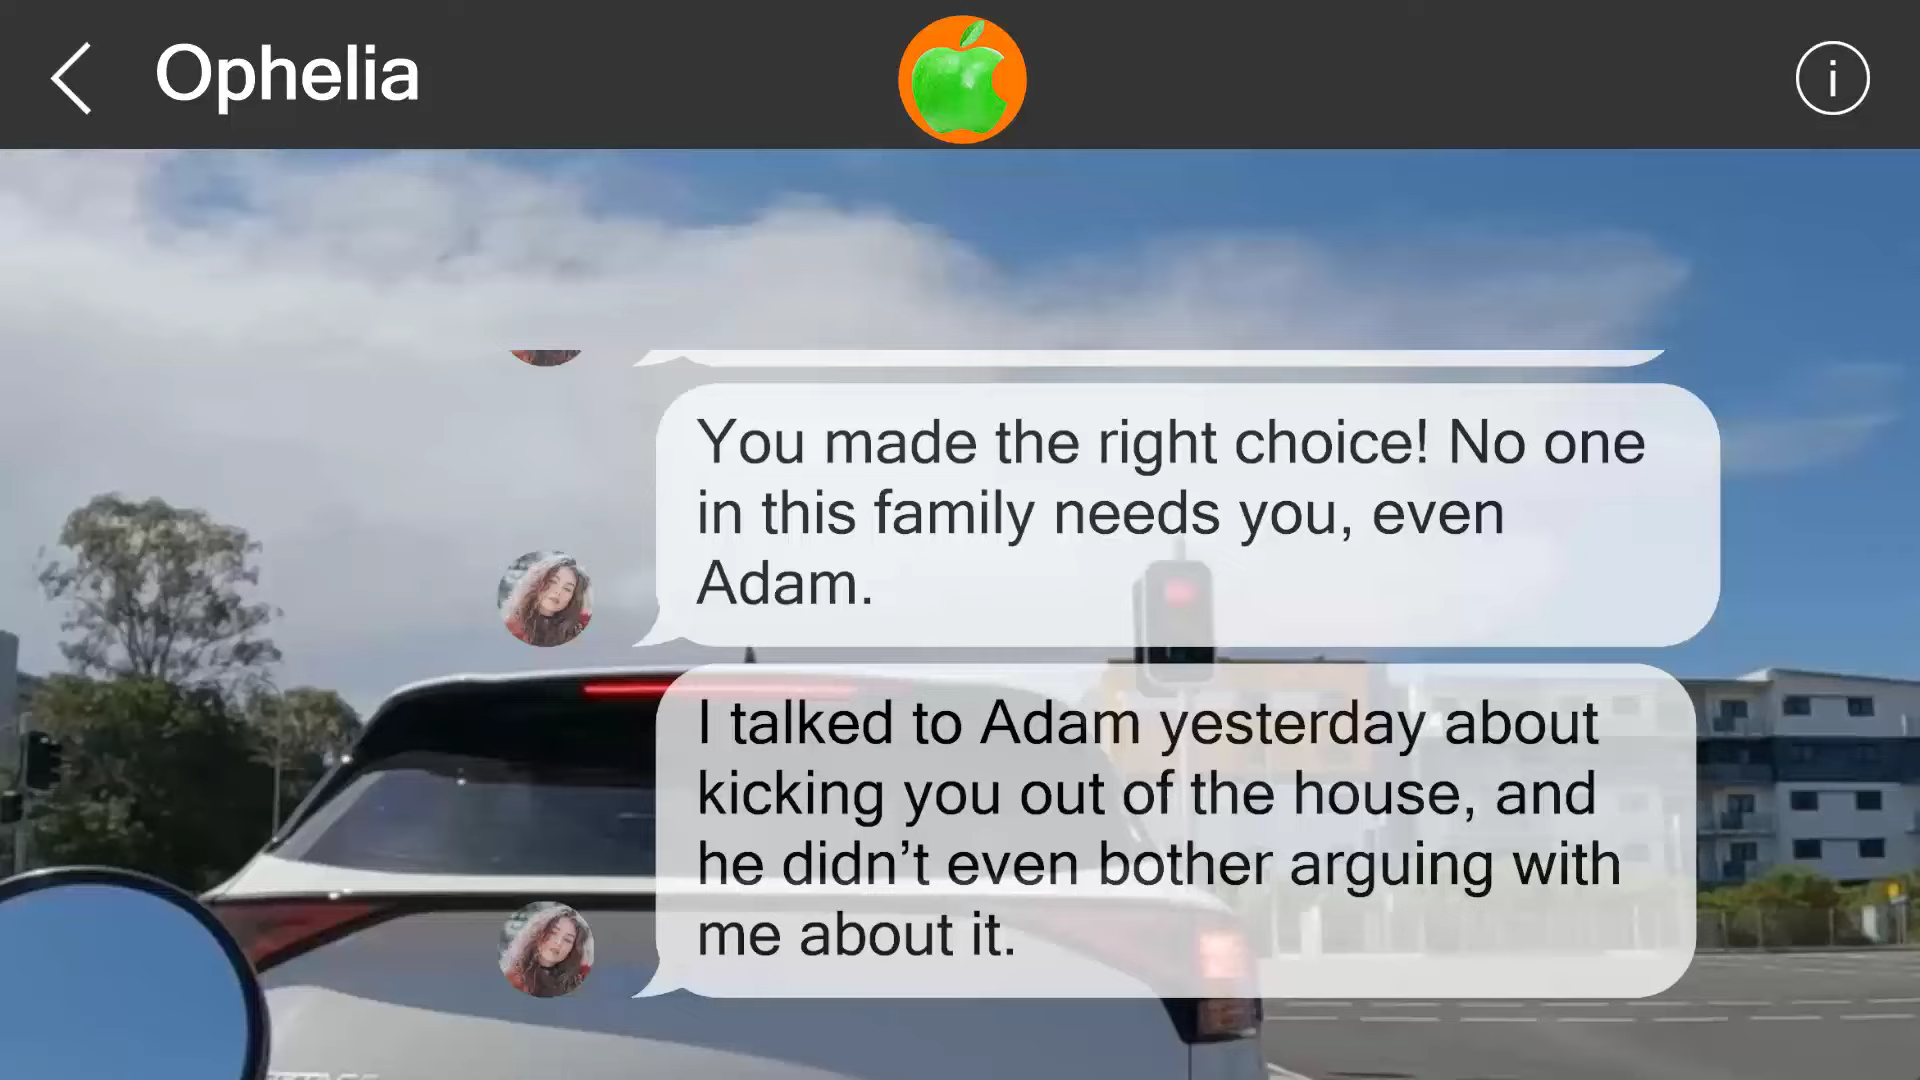 Ophelia
You made the right choice! No one
in this family needs you, even
Adam.
I talked to Adam yesterday about
kicking you out of the house, and
he didn’t even bother arguing with
me about it.